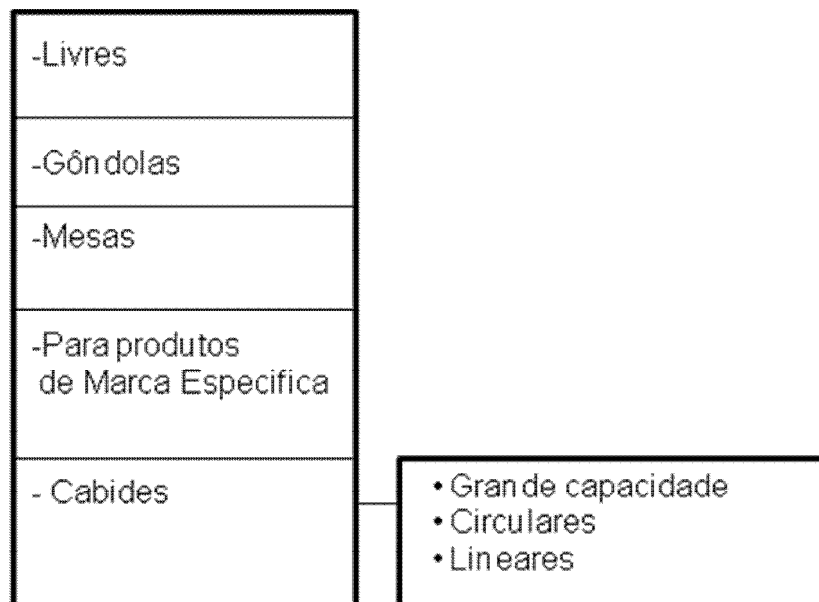 -Livres
-Gôndolas
-Mesas
-Para produtos
de Marca Especifica
- Cabides
• Grande capacidade
• Circulares
• Lineares